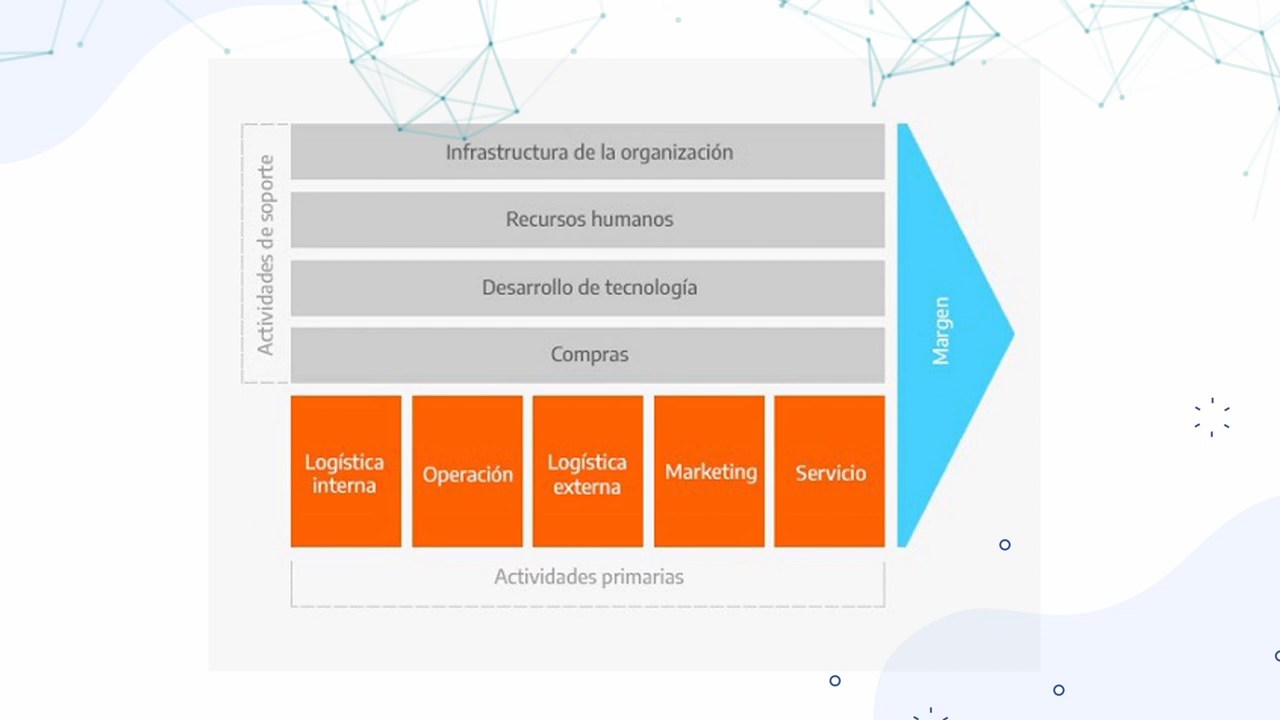 Actividades de soporte
Infrastructura de la organización
Recursos humanos
Desarrollo de tecnología
Compras
Logística
interna
Operación
Logística
externa
Marketing
Servicio
Margen
Actividades primarias